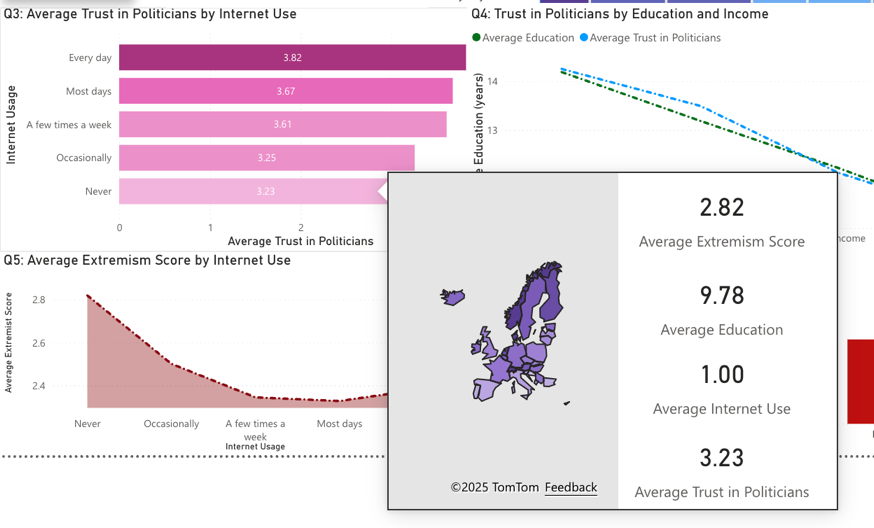 Q3: Average Trust in Politicians by Internet Use
Internet Usage
Every day
3.82
Most days
3.67
A few times a week
3.61
Occasionally
3.25
Never
3.23
0
1
2
Average Trust in Politicians
Q4: Trust in Politicians by Education and Income
Average Education
Average Trust in Politicians
Education (years)
14
13
Q5: Average Extremism Score by Internet Use
Average Extremist Score
2.8
2.6
2.4
Never
Occasionally
A few times a
week
Most days
Internet Usage
2.82
Average Extremism Score
9.78
Average Education
1.00
Average Internet Use
3.23
Average Trust in Politicians
©2025 TomTom Feedback